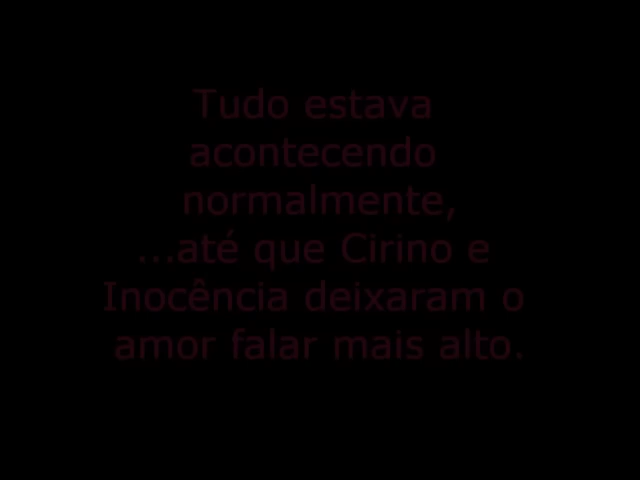 Tudo estava
acontecendo
normalmente,
...até que Cirino e
Inocência deixaram o
amor falar mais alto.